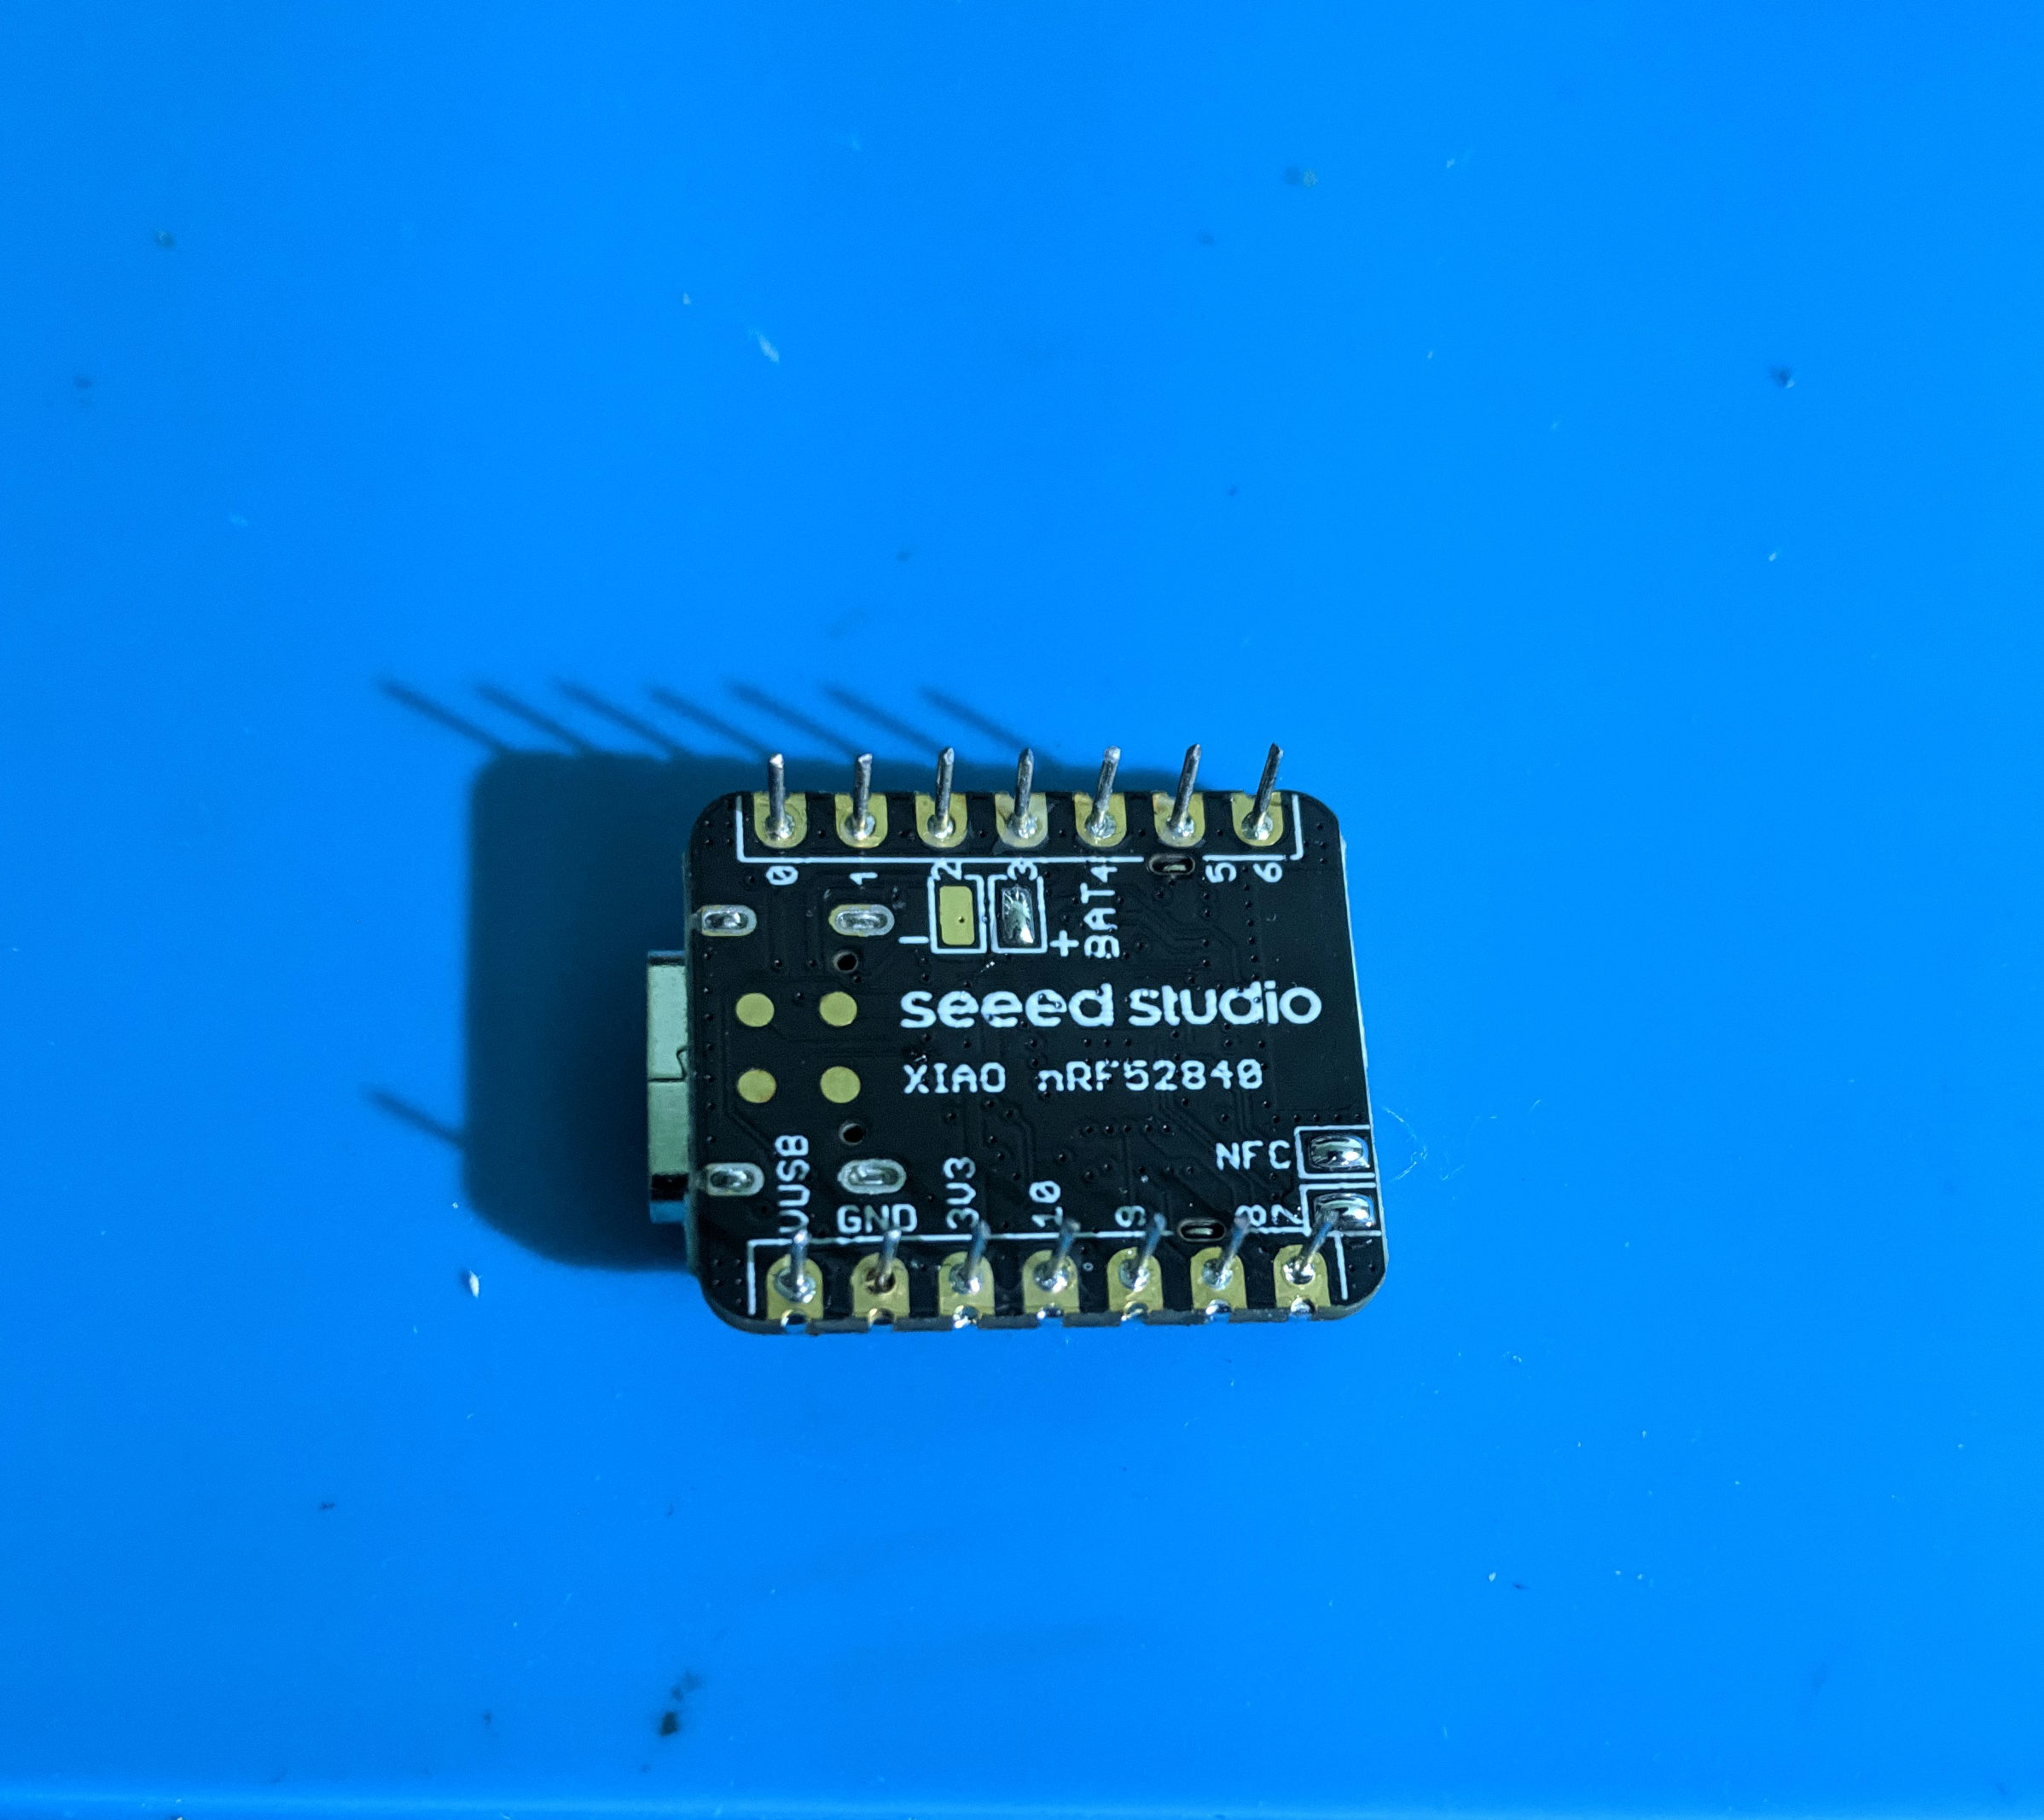 0 1 2 3 4 5 6
- + BAT
seeed studio
XIAO nRF52840
NFC
VUSB GND 3V3 10 9 8 7